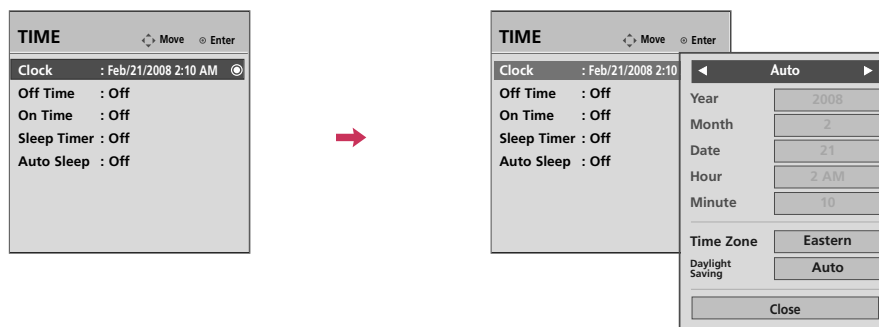 TIME Move Enter
Clock : Feb/21/2008 2:10 AM
Off Time : Off
On Time : Off
Sleep Timer : Off
Auto Sleep : Off
TIME Move Enter
Clock : Feb/21/2008 2:10
Off Time : Off
On Time : Off
Sleep Timer : Off
Auto Sleep : Off
Auto
Year 2008
Month 2
Date 21
Hour 2 AM
Minute 10
Time Zone Eastern
Daylight
Saving Auto
Close